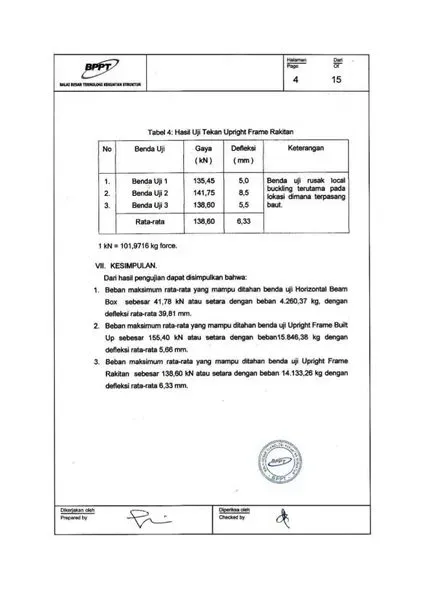 BPPT
BALAI BESAR TEKNOLOGI KEKUATAN STRUKTUR
Halaman Dari
Page Of
4 15
Tabel 4: Hasil Uji Tekan Upright Frame Rakitan
No Benda Uji Gaya Defleksi Keterangan
( kN ) ( mm )
1. Benda Uji 1 135,45 5,0 Benda uji rusak local
2. Benda Uji 2 141,75 8,5 buckling terutama pada
lokasi dimana terpasang
3. Benda Uji 3 138,60 5,5 baut.
Rata-rata 138,60 6,33
1 kN = 101,9716 kg force.
VII. KESIMPULAN.
Dari hasil pengujian dapat disimpulkan bahwa:
1. Beban maksimum rata-rata yang mampu ditahan benda uji Horizontal Beam
Box sebesar 41,78 kN atau setara dengan beban 4.260,37 kg, dengan
defleksi rata-rata 39,81 mm.
2. Beban maksimum rata-rata yang mampu ditahan benda uji Upright Frame Built
Up sebesar 155,40 kN atau setara dengan beban15.846,38 kg dengan
defleksi rata-rata 5,66 mm.
3. Beban maksimum rata-rata yang mampu ditahan benda uji Upright Frame
Rakitan sebesar 138,60 kN atau setara dengan beban 14.133,26 kg dengan
defleksi rata-rata 6,33 mm.
BPPT
BPPT
Dikerjakan oleh
Prepared by
Diperiksa oleh
Checked by